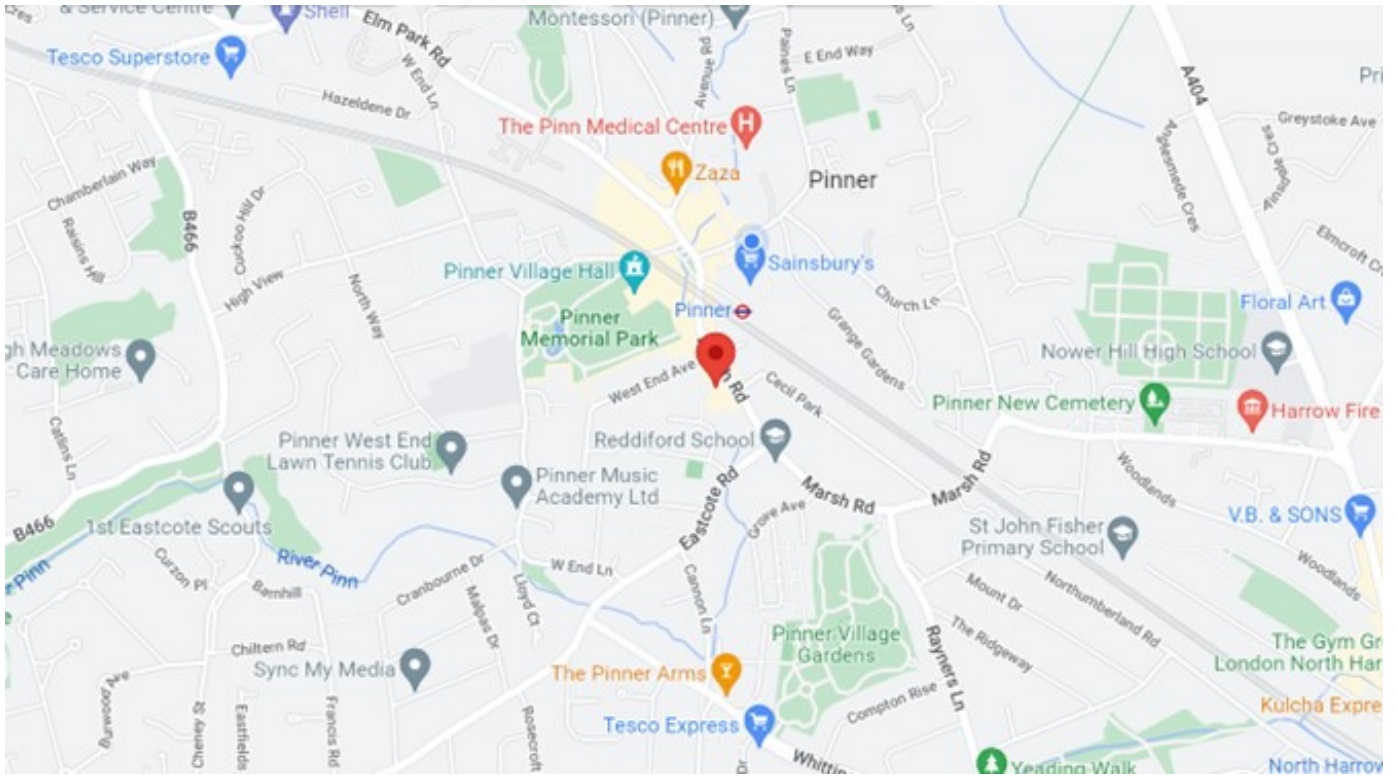 & Service Centre
Shell
Tesco Superstore
Elm Park Rd
W End Ln
Montessori (Pinner)
Avenue Rd
Paines Ln
E End Way
A404
Hazeldene Dr
The Pinn Medical Centre
Greystoke Ave
Anglesmede Cres
Zaza
Pinner
Chamberlain Way
Raisins Hill
B466
Cuckoo Hill Dr
High View
North Way
Pinner Village Hall
Sainsbury's
Elmcroft
Pinner
Pinner
Memorial Park
Church Ln
Grange Gardens
Floral Art
Meadows
Care Home
Nower Hill High School
West End Ave
Rd
Cecil Park
Pinner New Cemetery
Harrow Fire
Catlins Ln
Pinner West End
Lawn Tennis Club
Reddiford School
Pinner Music
Academy Ltd
Marsh Rd
Marsh Rd
Woodlands
Eastcote Rd
B466
1st Eastcote Scouts
St John Fisher
Primary School
V.B. & SONS
River Pinn
Curzon Pl
Barnhill
Cranbourne Dr
W End Ln
Lloyd Ct
Malpas Dr
Cannon Ln
Mount Dr
Northumberland Rd
Woodlands
Chiltern Rd
Sync My Media
Pinner Village
Gardens
The Ridgeway
Rayners Ln
The Gym
London North
The Pinner Arms
Compton Rise
Tesco Express
Burwood Ave
Cheney St
Eastfields
Francis Rd
Kulcha
Yeading Walk
North Harrow